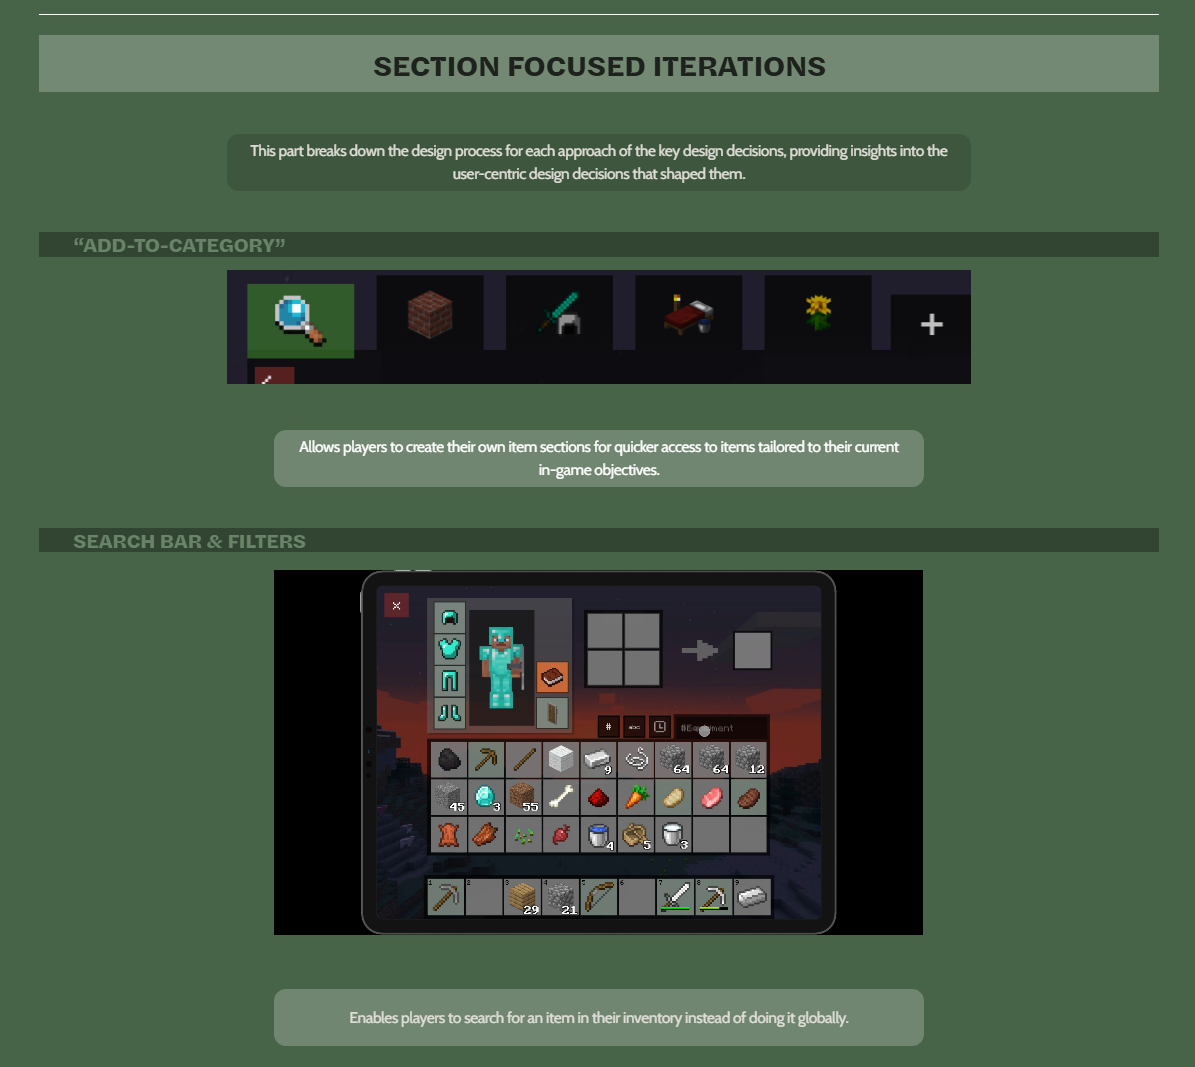 SECTION FOCUSED ITERATIONS
This part breaks down the design process for each approach of the key design decisions, providing insights into the
user-centric design decisions that shaped them.
“ADD-TO-CATEGORY”
Allows players to create their own item sections for quicker access to items tailored to their current
in-game objectives.
SEARCH BAR & FILTERS
# abc
9 64 64 12
45 3 55
4 5 3
1 2 3 4 5 6 7 8 9
29 21
Enables players to search for an item in their inventory instead of doing it globally.